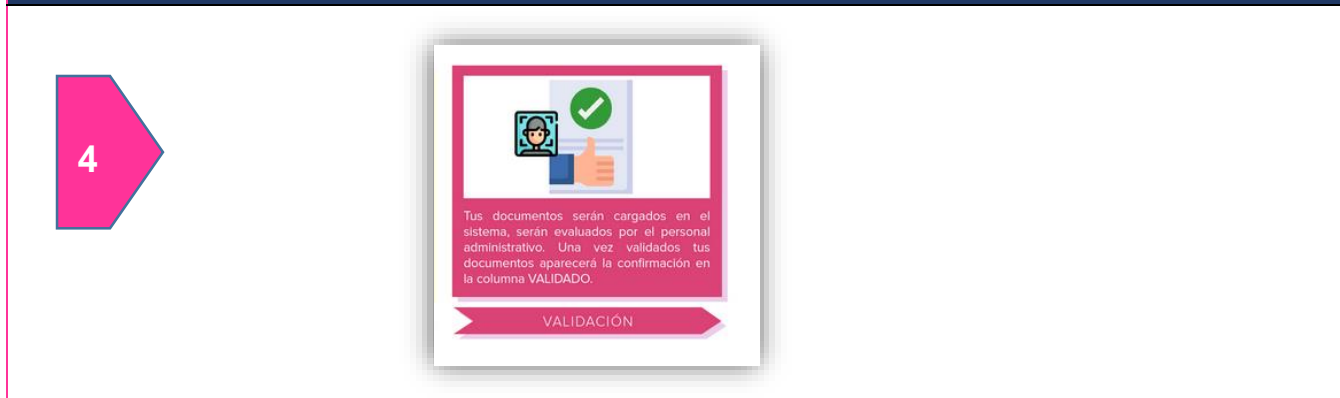 4
Tus documentos serán cargados en el
sistema, serán evaluados por el personal
administrativo. Una vez validados tus
documentos aparecerá la confirmación en
la columna VALIDADO.
VALIDACIÓN